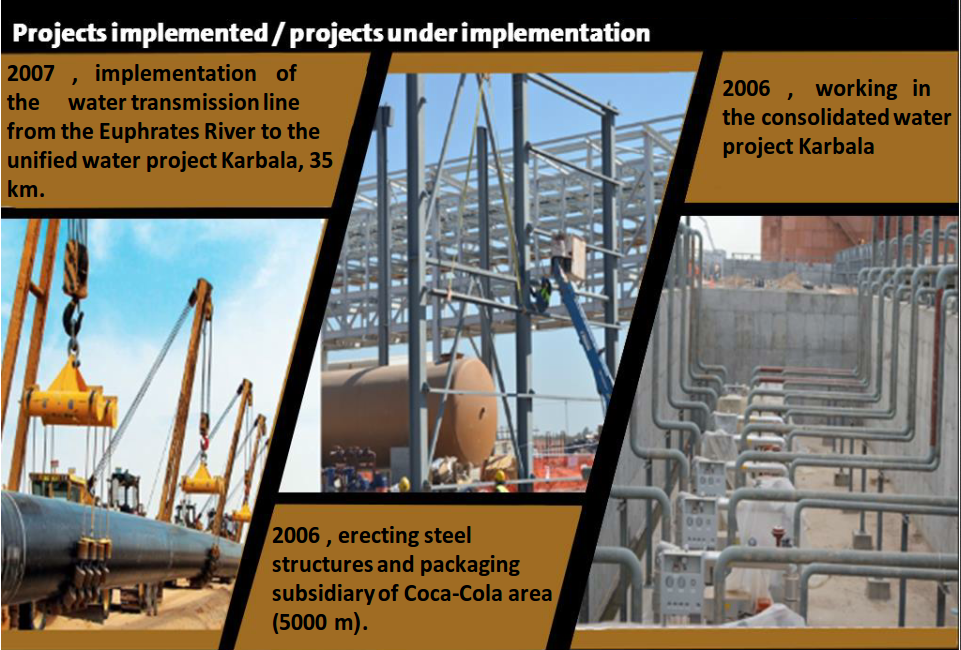 Projects implemented / projects under implementation
2007 , implementation of
the water transmission line
from the Euphrates River to the
unified water project Karbala, 35
km.
2006 , erecting steel
structures and packaging
subsidiary of Coca-Cola area
(5000 m).
2006 , working in
the consolidated water
project Karbala